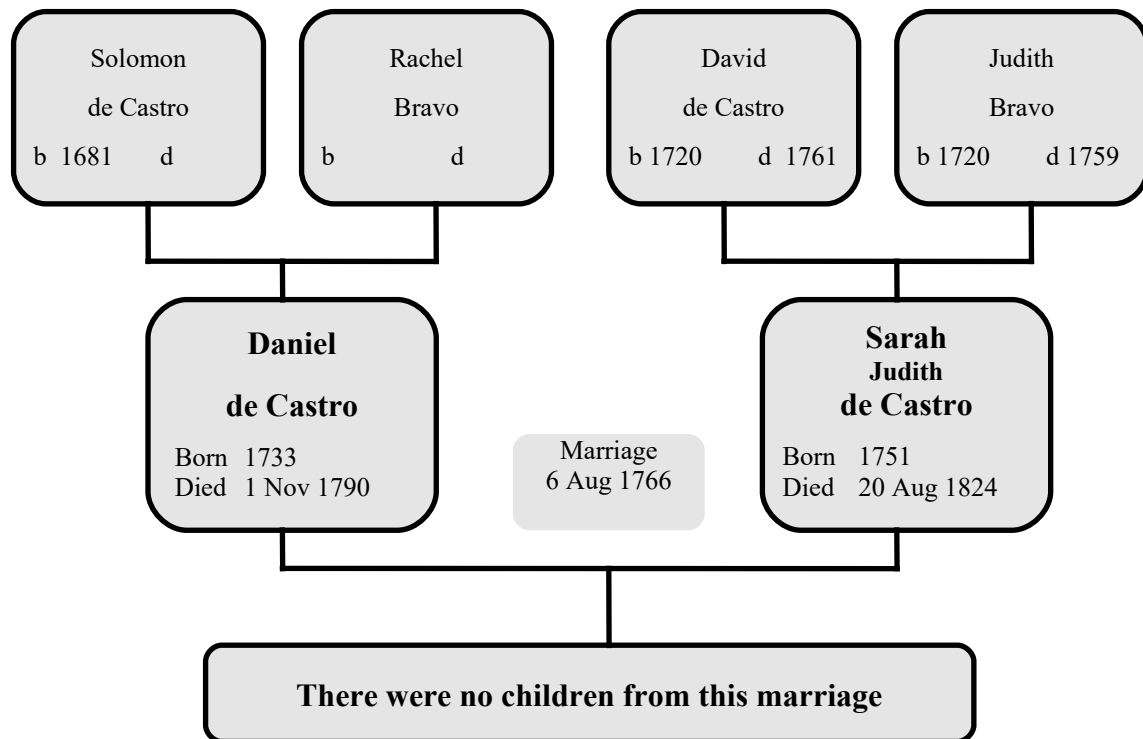 Solomon
de Castro
b 1681 d
Rachel
Bravo
b d
David
de Castro
b 1720 d 1761
Judith
Bravo
b 1720 d 1759
Daniel
de Castro
Born 1733
Died 1 Nov 1790
Marriage
6 Aug 1766
Sarah
Judith
de Castro
Born 1751
Died 20 Aug 1824
There were no children from this marriage